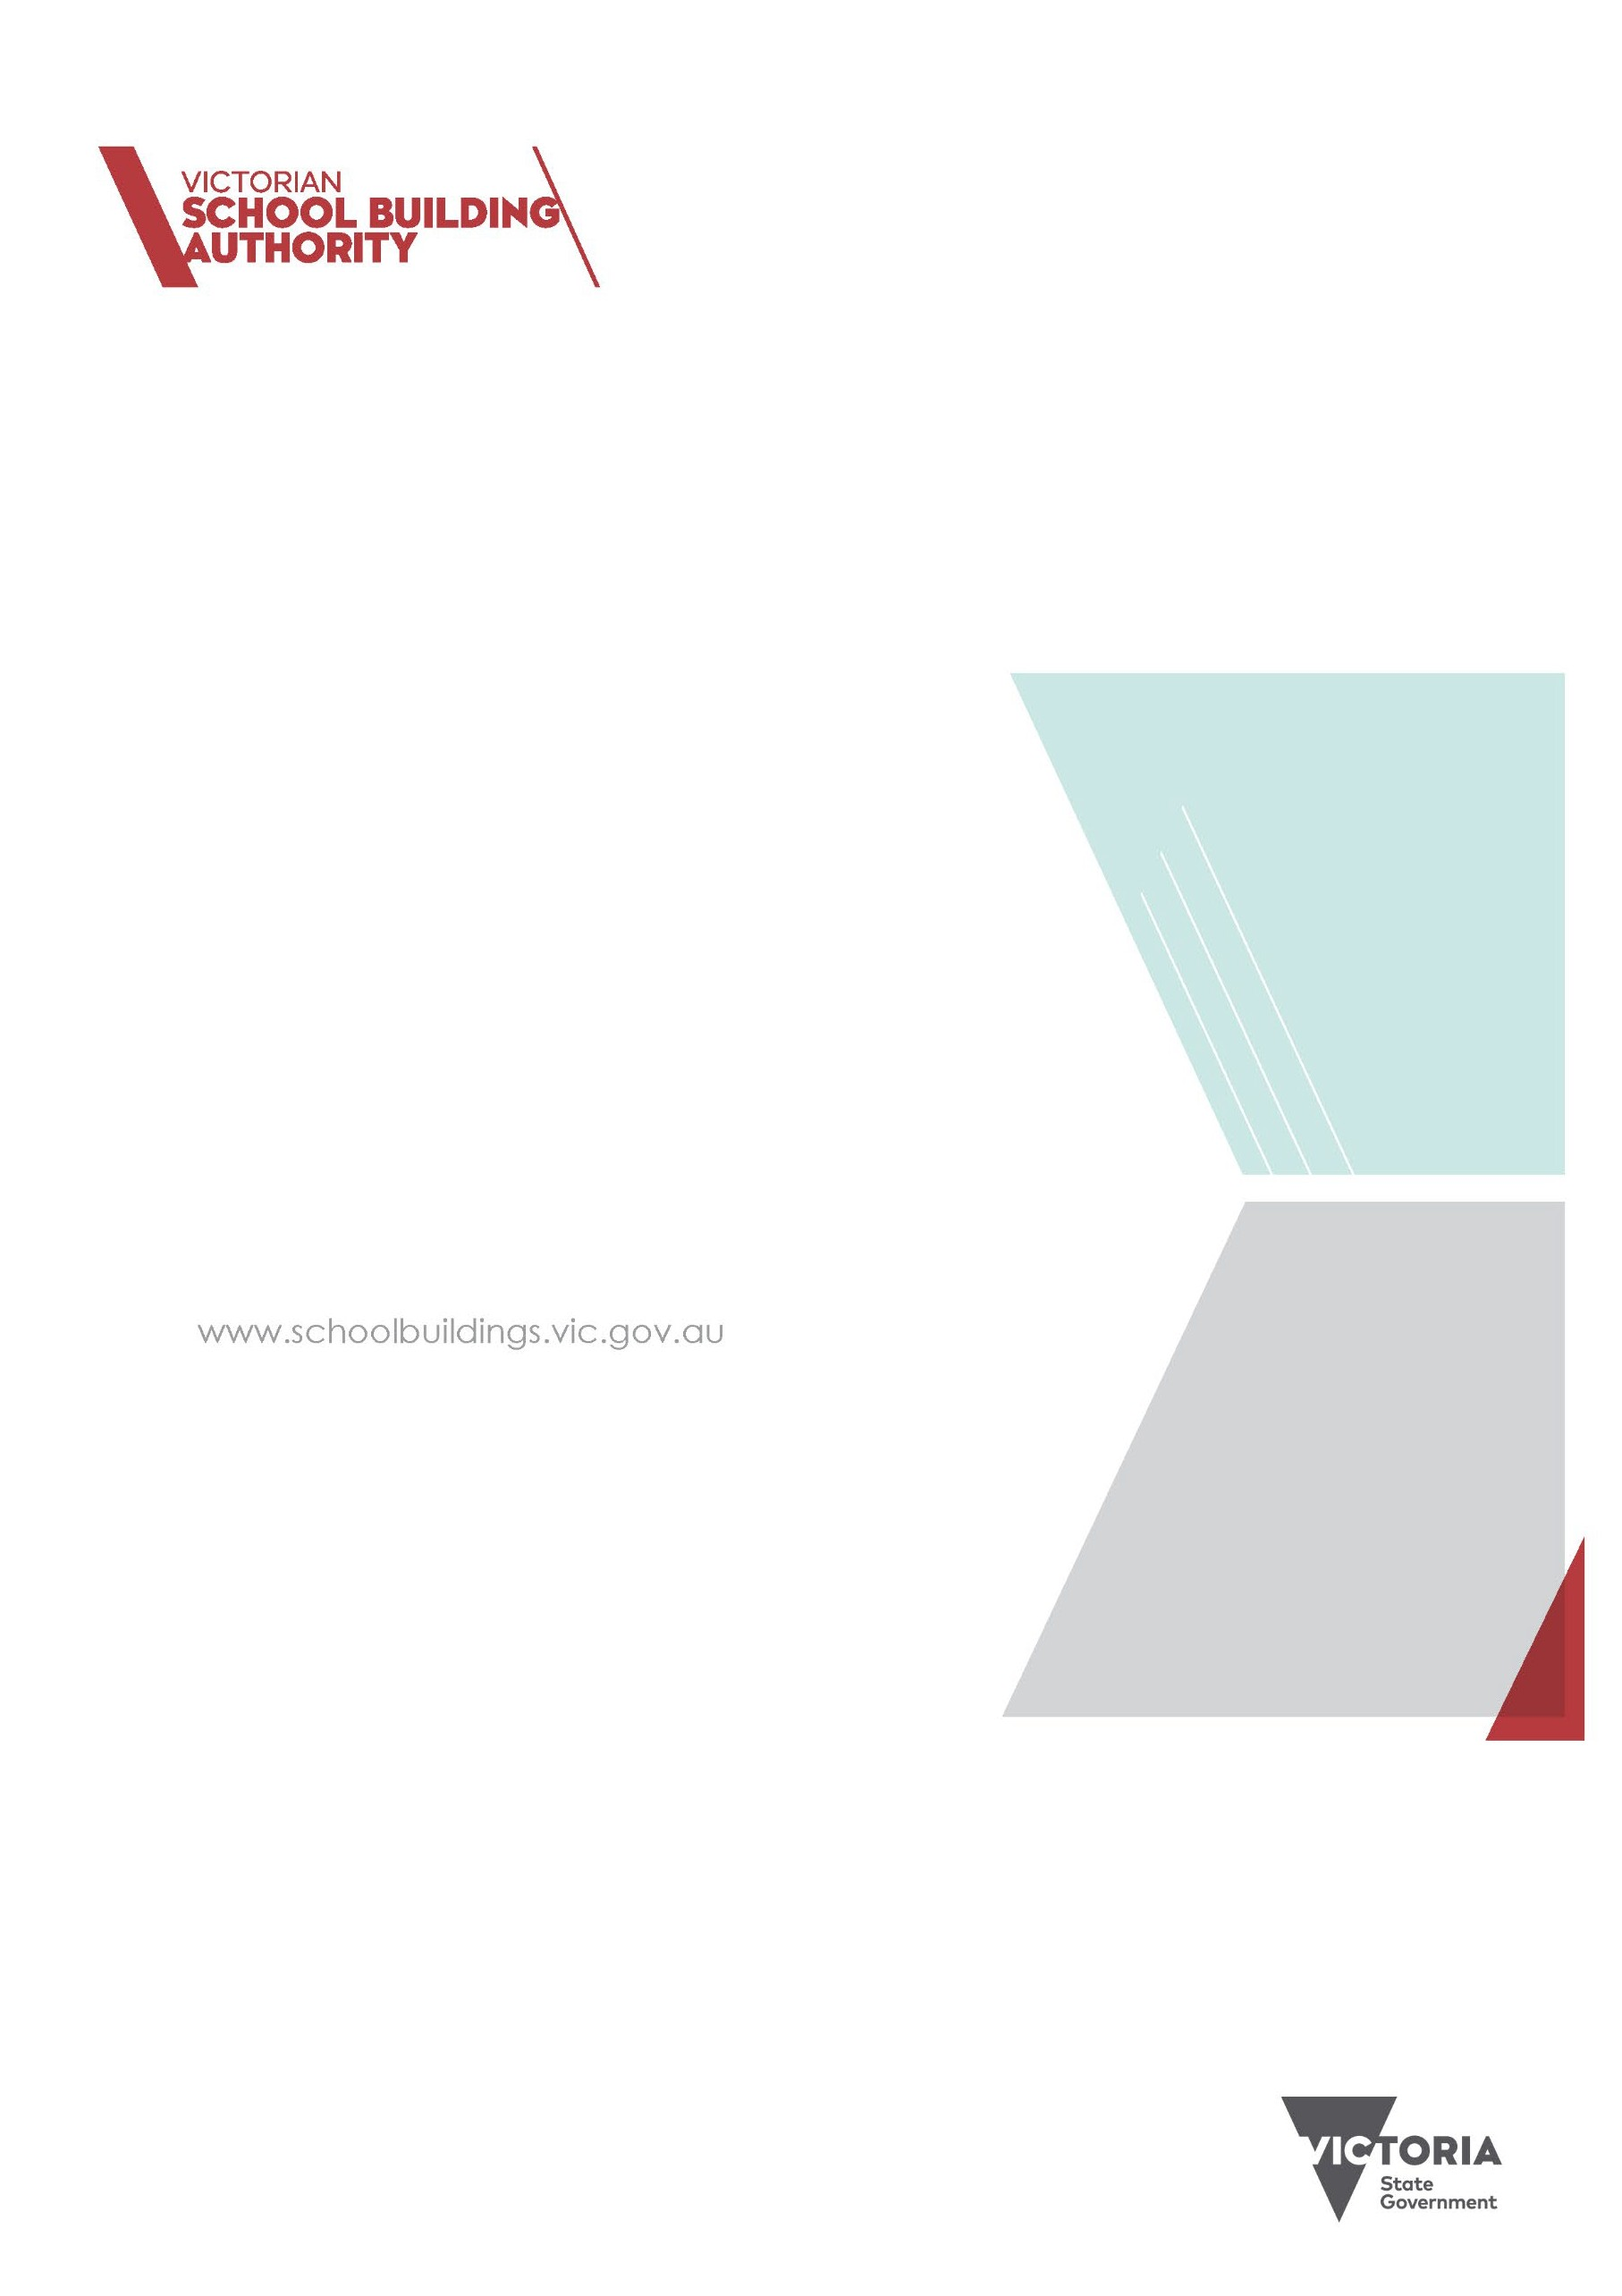 VICTORIAN
SCHOOL BUILDING
AUTHORITY
www.schoolbuildings.vic.gov.au
VICTORIA
State
Government